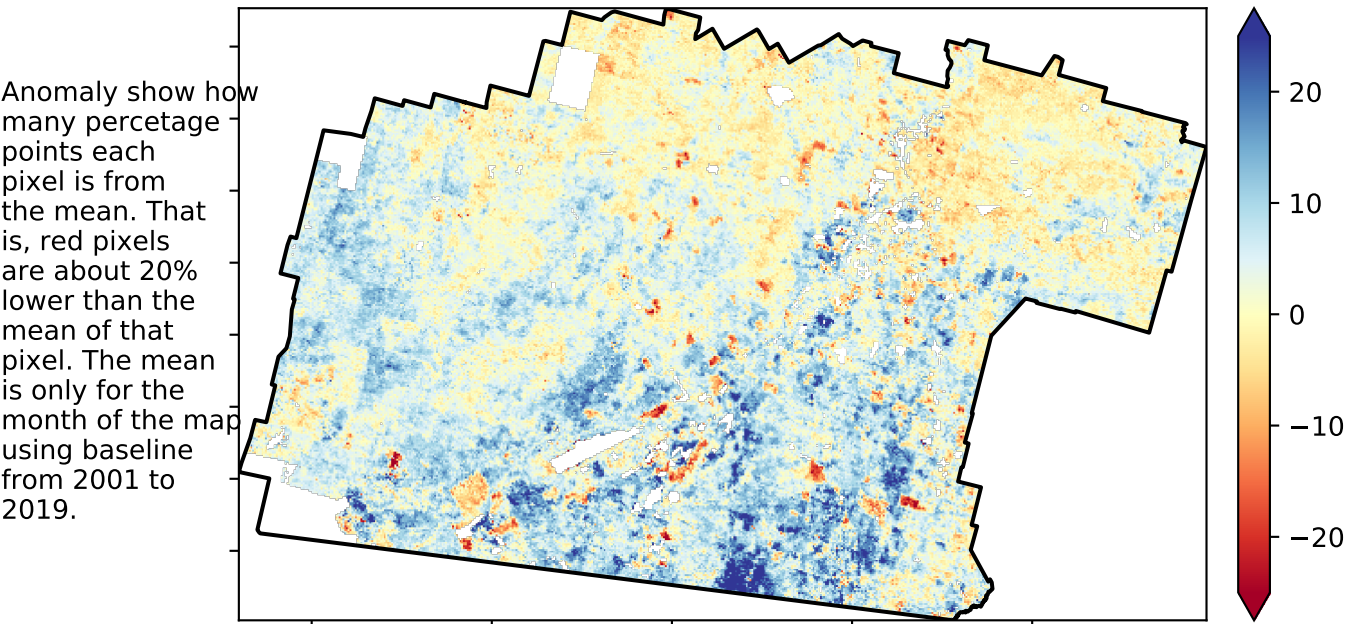 Anomaly show how
many percetage
points each
pixel is from
the mean. That
is, red pixels
are about 20%
lower than the
mean of that
pixel. The mean
is only for the
month of the map
using baseline
from 2001 to
2019.
20
10
0
−10
−20